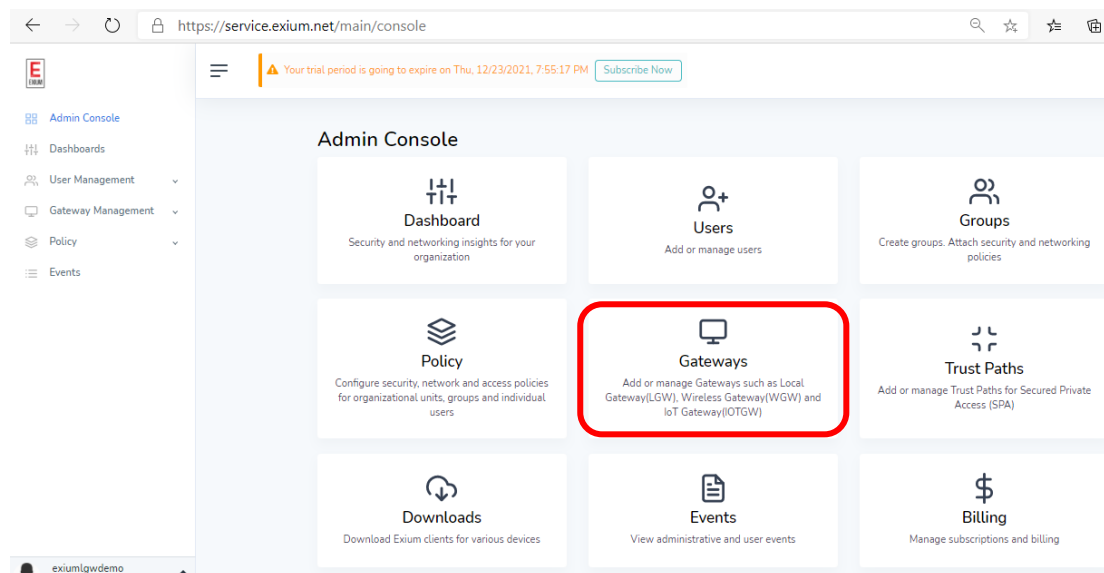 https://service.exium.net/main/console
E
EXIUM
Your trial period is going to expire on Thu, 12/23/2021, 7:55:17 PM
Subscribe Now
Admin Console
Dashboards
User Management
Gateway Management
Policy
Events
exiumlgwdemo
Admin Console
Dashboard
Security and networking insights for your
organization
Users
Add or manage users
Groups
Create groups. Attach security and networking
policies
Policy
Configure security, network and access policies
for organizational units, groups and individual
users
Gateways
Add or manage Gateways such as Local
Gateway(LGW), Wireless Gateway(WGW) and
IoT Gateway(IOTGW)
Trust Paths
Add or manage Trust Paths for Secured Private
Access (SPA)
Downloads
Download Exium clients for various devices
Events
View administrative and user events
Billing
Manage subscriptions and billing